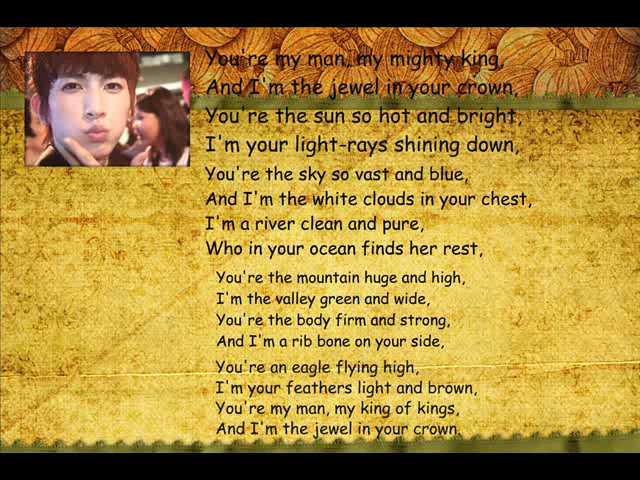 You're my man, my mighty king,
And I'm the jewel in your crown,
You're the sun so hot and bright,
I'm your light-rays shining down,
You're the sky so vast and blue,
And I'm the white clouds in your chest,
I'm a river clean and pure,
Who in your ocean finds her rest,
You're the mountain huge and high,
I'm the valley green and wide,
You're the body firm and strong,
And I'm a rib bone on your side,
You're an eagle flying high,
I'm your feathers light and brown,
You're my man, my king of kings,
And I'm the jewel in your crown.